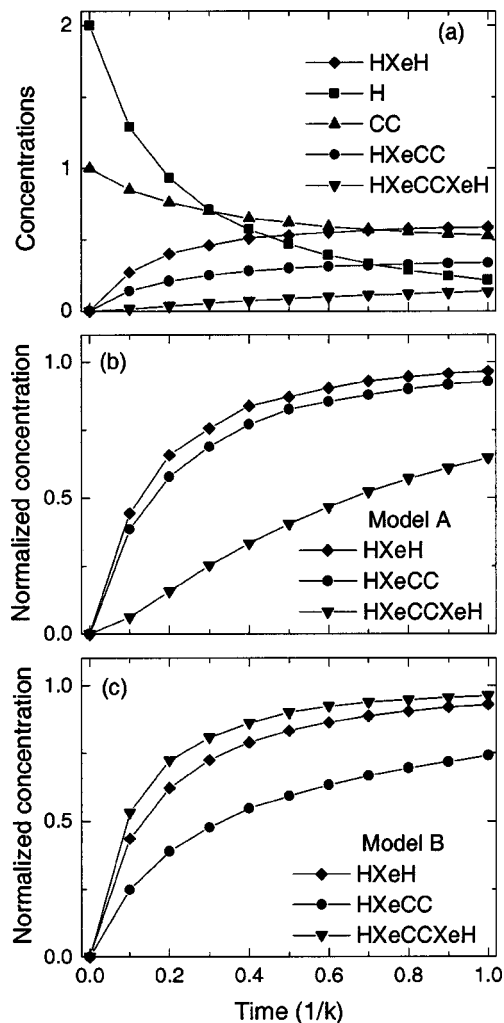 (a)
2
1
0
Concentrations
HXeH
H
CC
HXeCC
HXeCCXeH
(b)
1.0
0.5
0.0
Normalized concentration
Model A
HXeH
HXeCC
HXeCCXeH
(c)
1.0
0.5
0.0
Normalized concentration
Model B
HXeH
HXeCC
HXeCCXeH
0.0 0.2 0.4 0.6 0.8 1.0
Time (1/k)